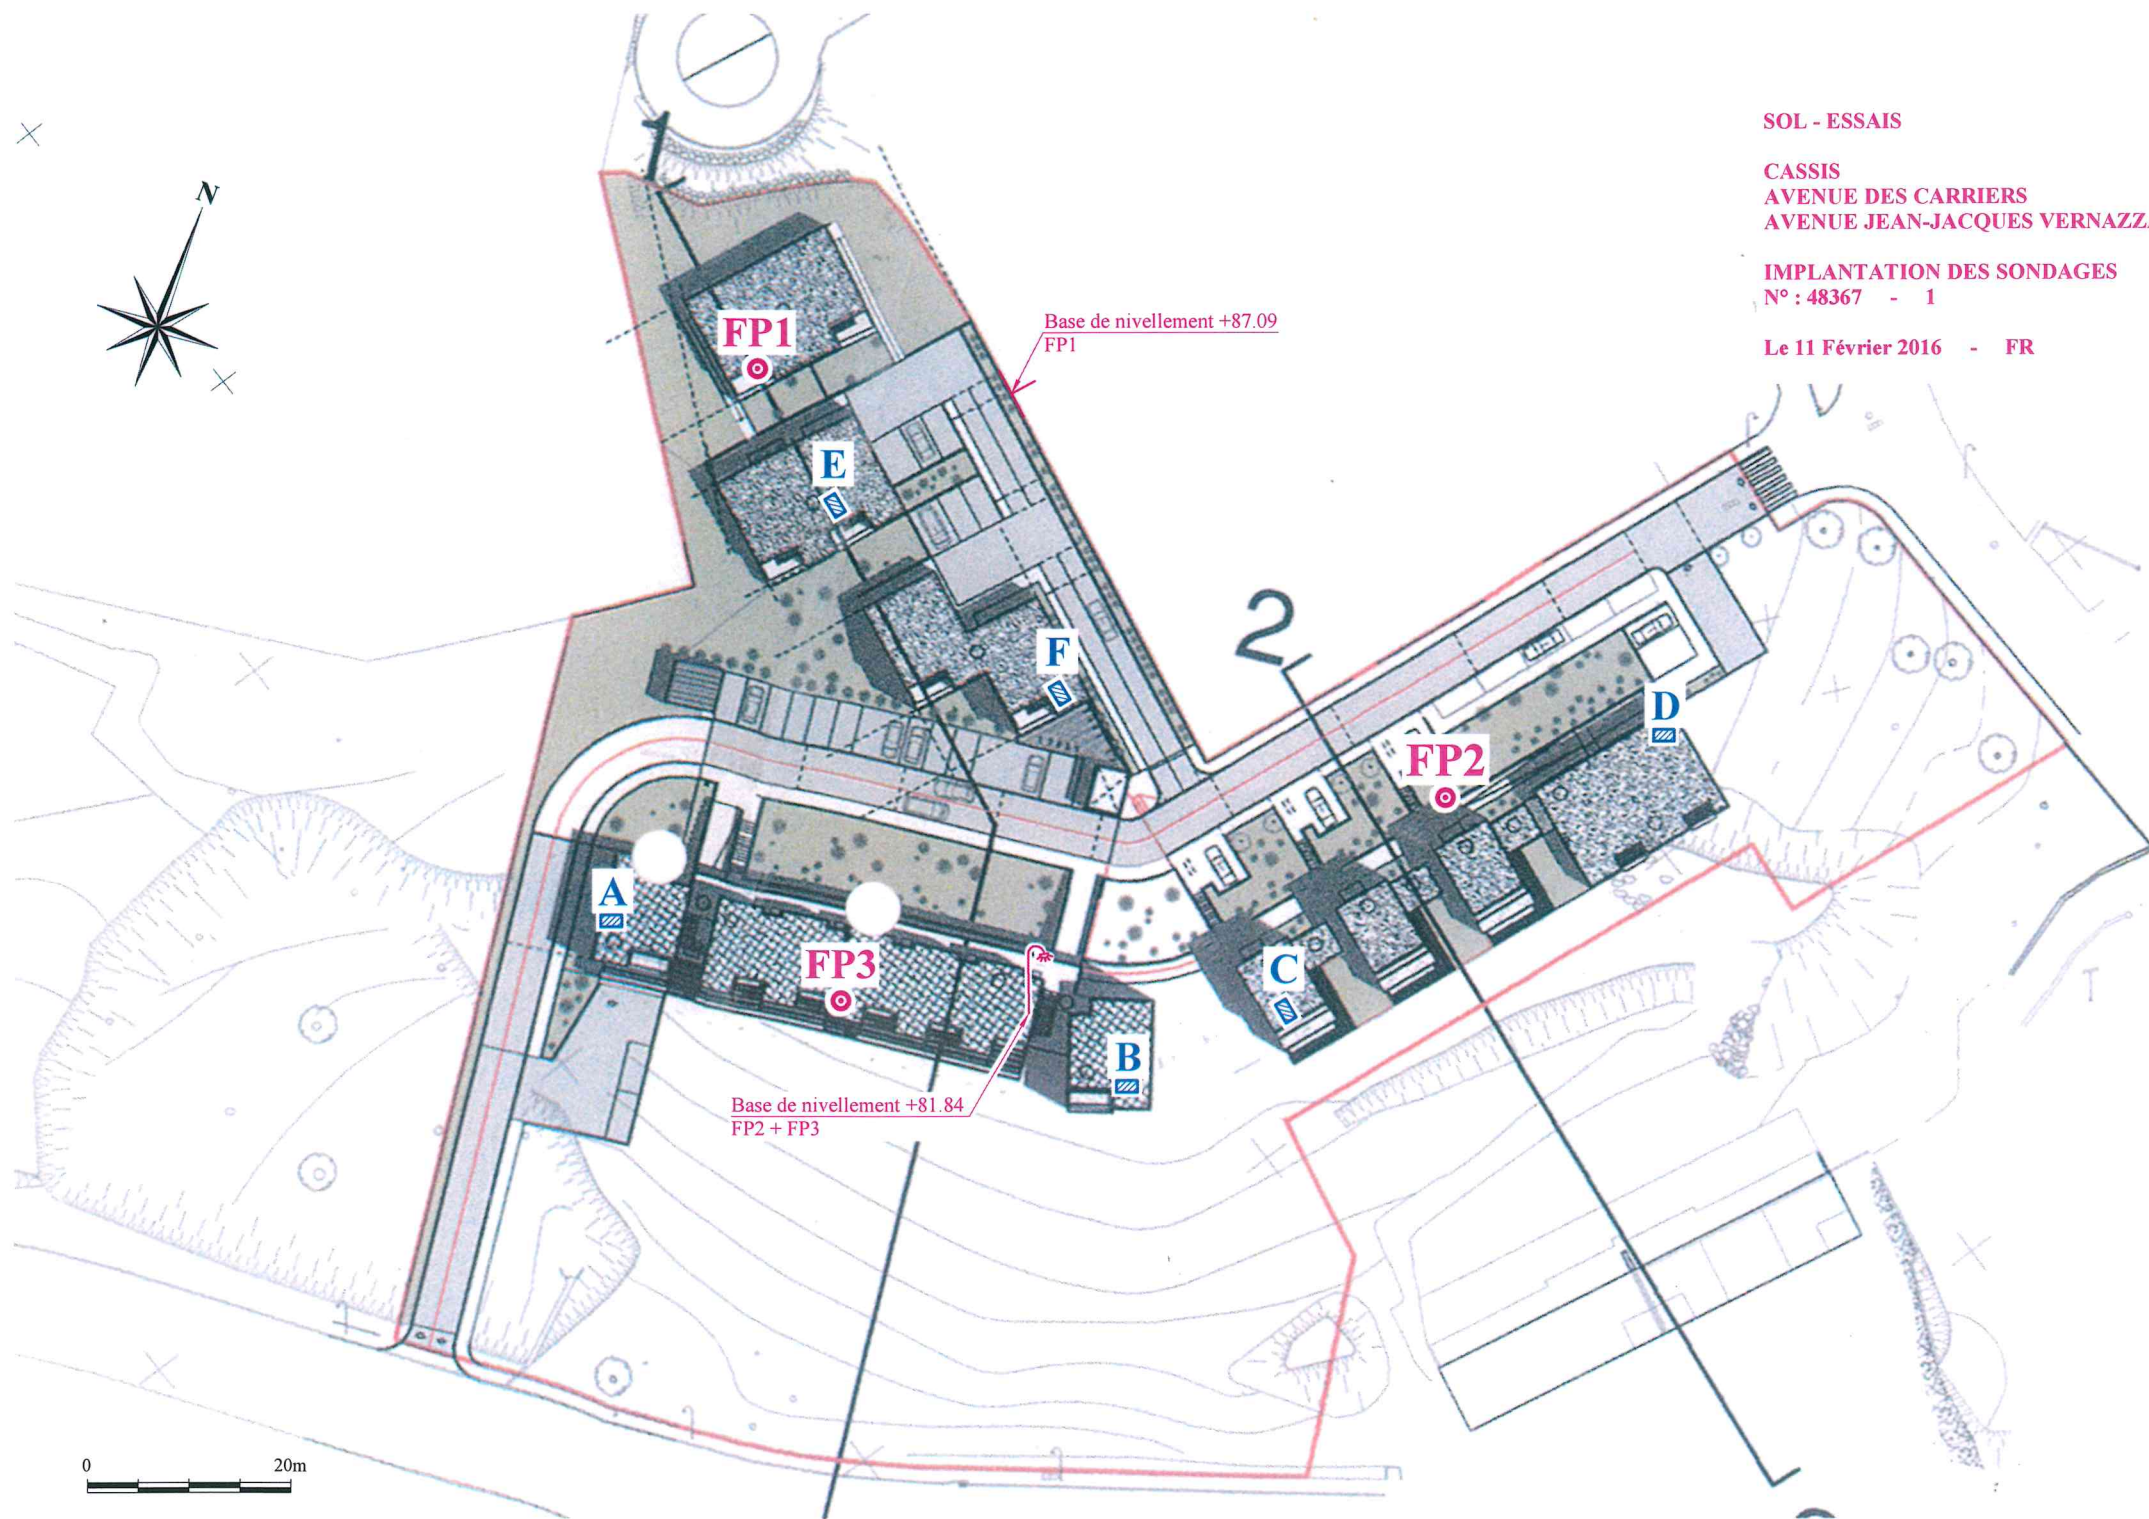 1
N
SOL - ESSAIS
CASSIS
AVENUE DES CARRIERS
AVENUE JEAN-JACQUES VERNAZZ
IMPLANTATION DES SONDAGES
N° : 48367 - 1
Le 11 Février 2016 - FR
Base de nivellement +87.09
FP1
FP1
E
2
F
D
FP2
A
FP3
C
B
Base de nivellement +81.84
FP2 + FP3
0 20m